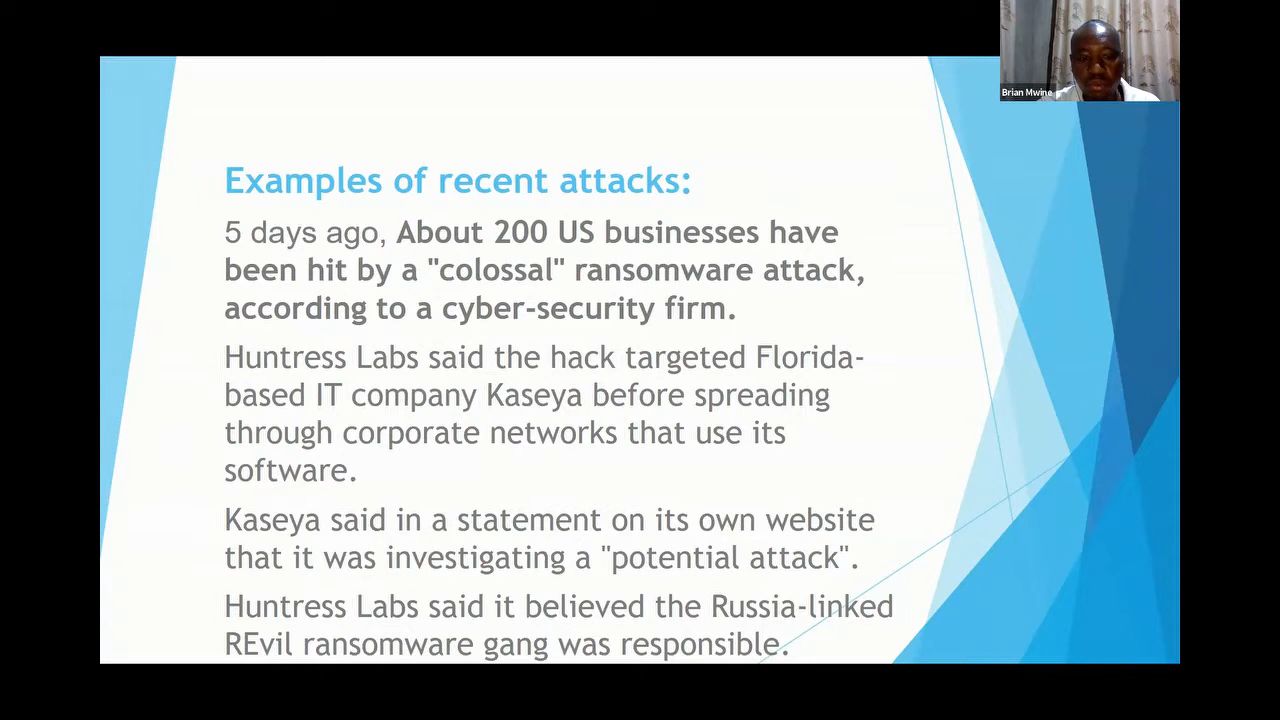 Brian Mwine
Examples of recent attacks:
5 days ago, About 200 US businesses have
been hit by a "colossal" ransomware attack,
according to a cyber-security firm.
Huntress Labs said the hack targeted Florida-
based IT company Kaseya before spreading
through corporate networks that use its
software.
Kaseya said in a statement on its own website
that it was investigating a "potential attack".
Huntress Labs said it believed the Russia-linked
REvil ransomware gang was responsible.